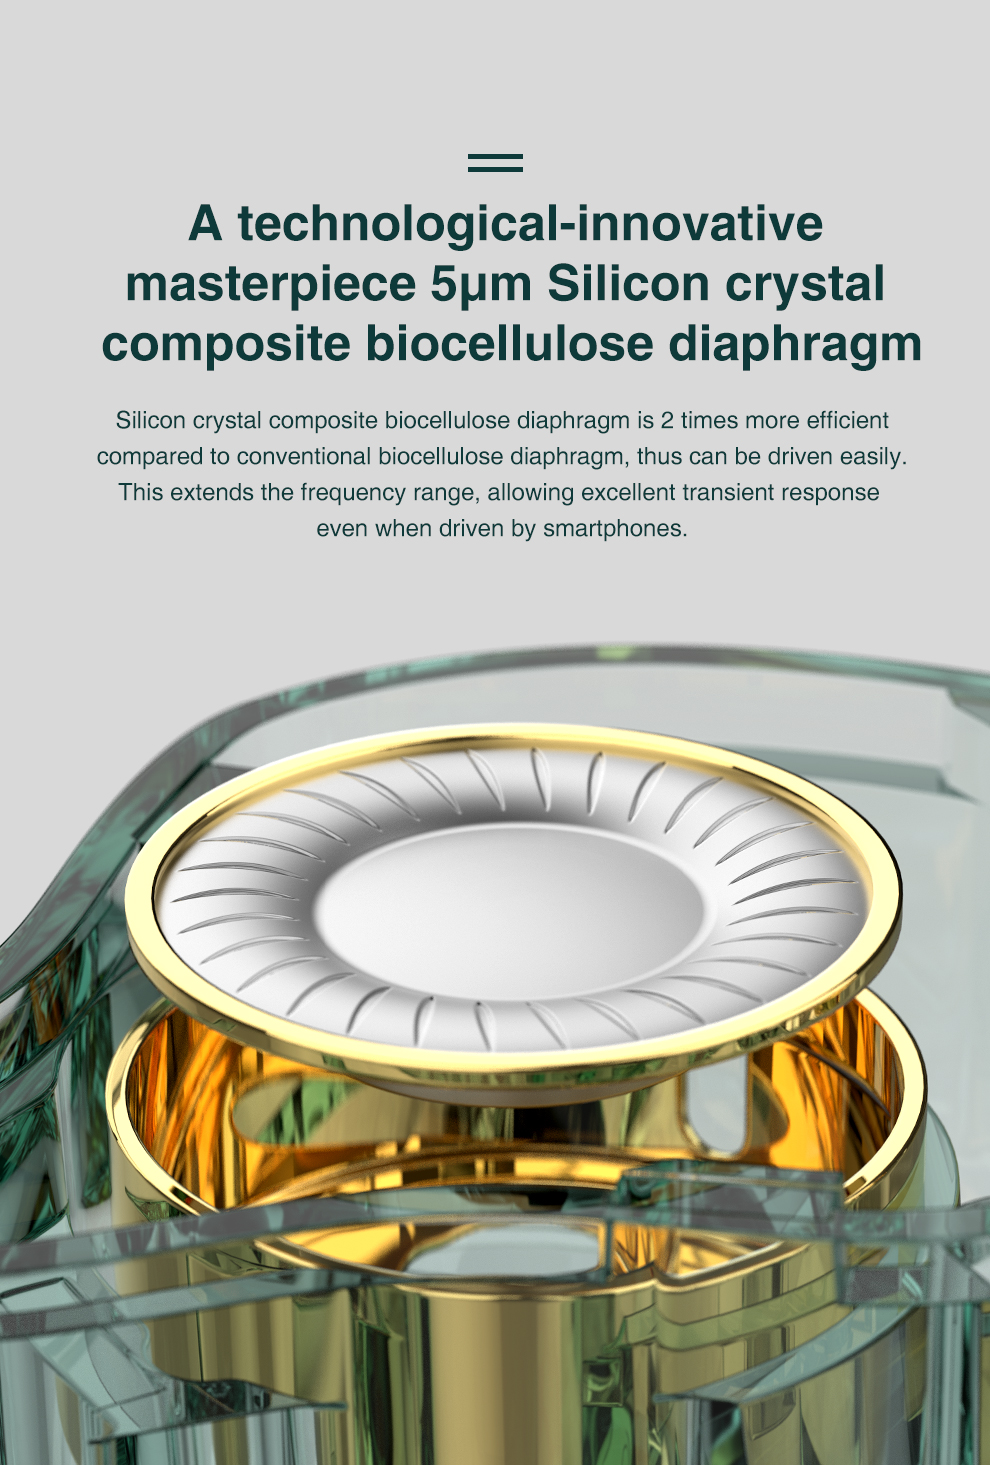 A technological-innovative
masterpiece 5μm Silicon crystal
composite biocellulose diaphragm
Silicon crystal composite biocellulose diaphragm is 2 times more efficient
compared to conventional biocellulose diaphragm, thus can be driven easily.
This extends the frequency range, allowing excellent transient response
even when driven by smartphones.